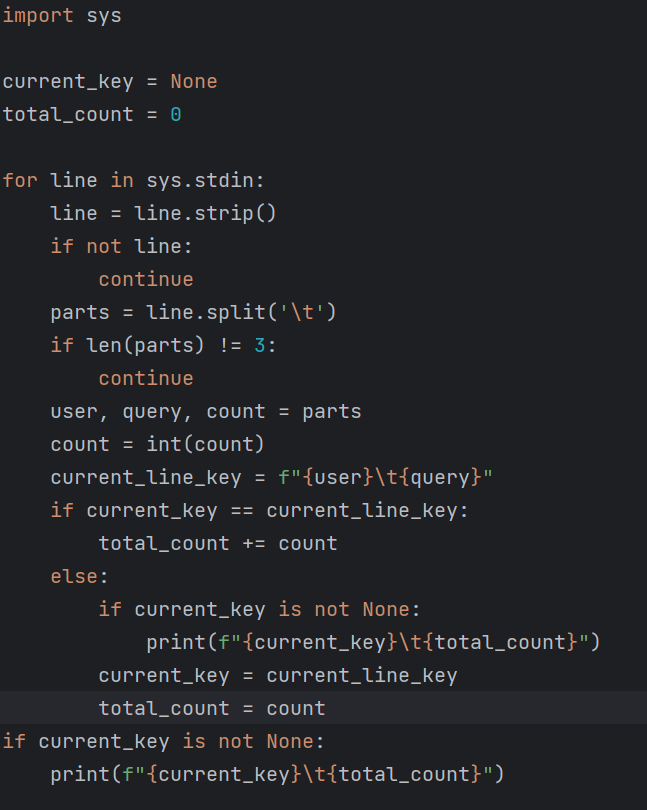 import sys

current_key = None
total_count = 0

for line in sys.stdin:
    line = line.strip()
    if not line:
        continue
    parts = line.split('\t')
    if len(parts) != 3:
        continue
    user, query, count = parts
    count = int(count)
    current_line_key = f"{user}\t{query}"
    if current_key == current_line_key:
        total_count += count
    else:
        if current_key is not None:
            print(f"{current_key}\t{total_count}")
        current_key = current_line_key
        total_count = count
if current_key is not None:
    print(f"{current_key}\t{total_count}")